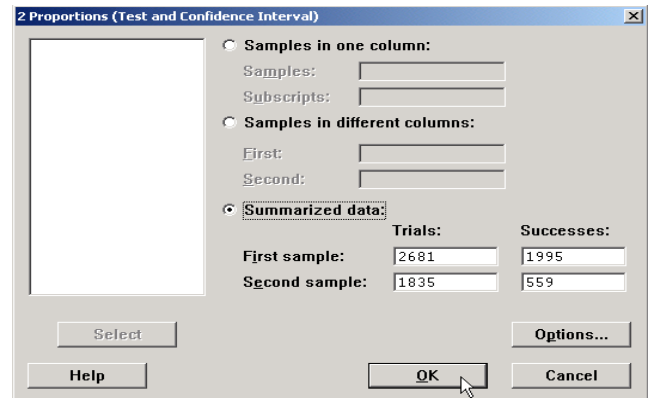 2 Proportions (Test and Confidence Interval)
Samples in one column:
Samples:
Subscripts:
Samples in different columns:
First:
Second:
Summarized data:
Trials: Successes:
First sample: 2681 1995
Second sample: 1835 559
Select Options...
Help OK Cancel